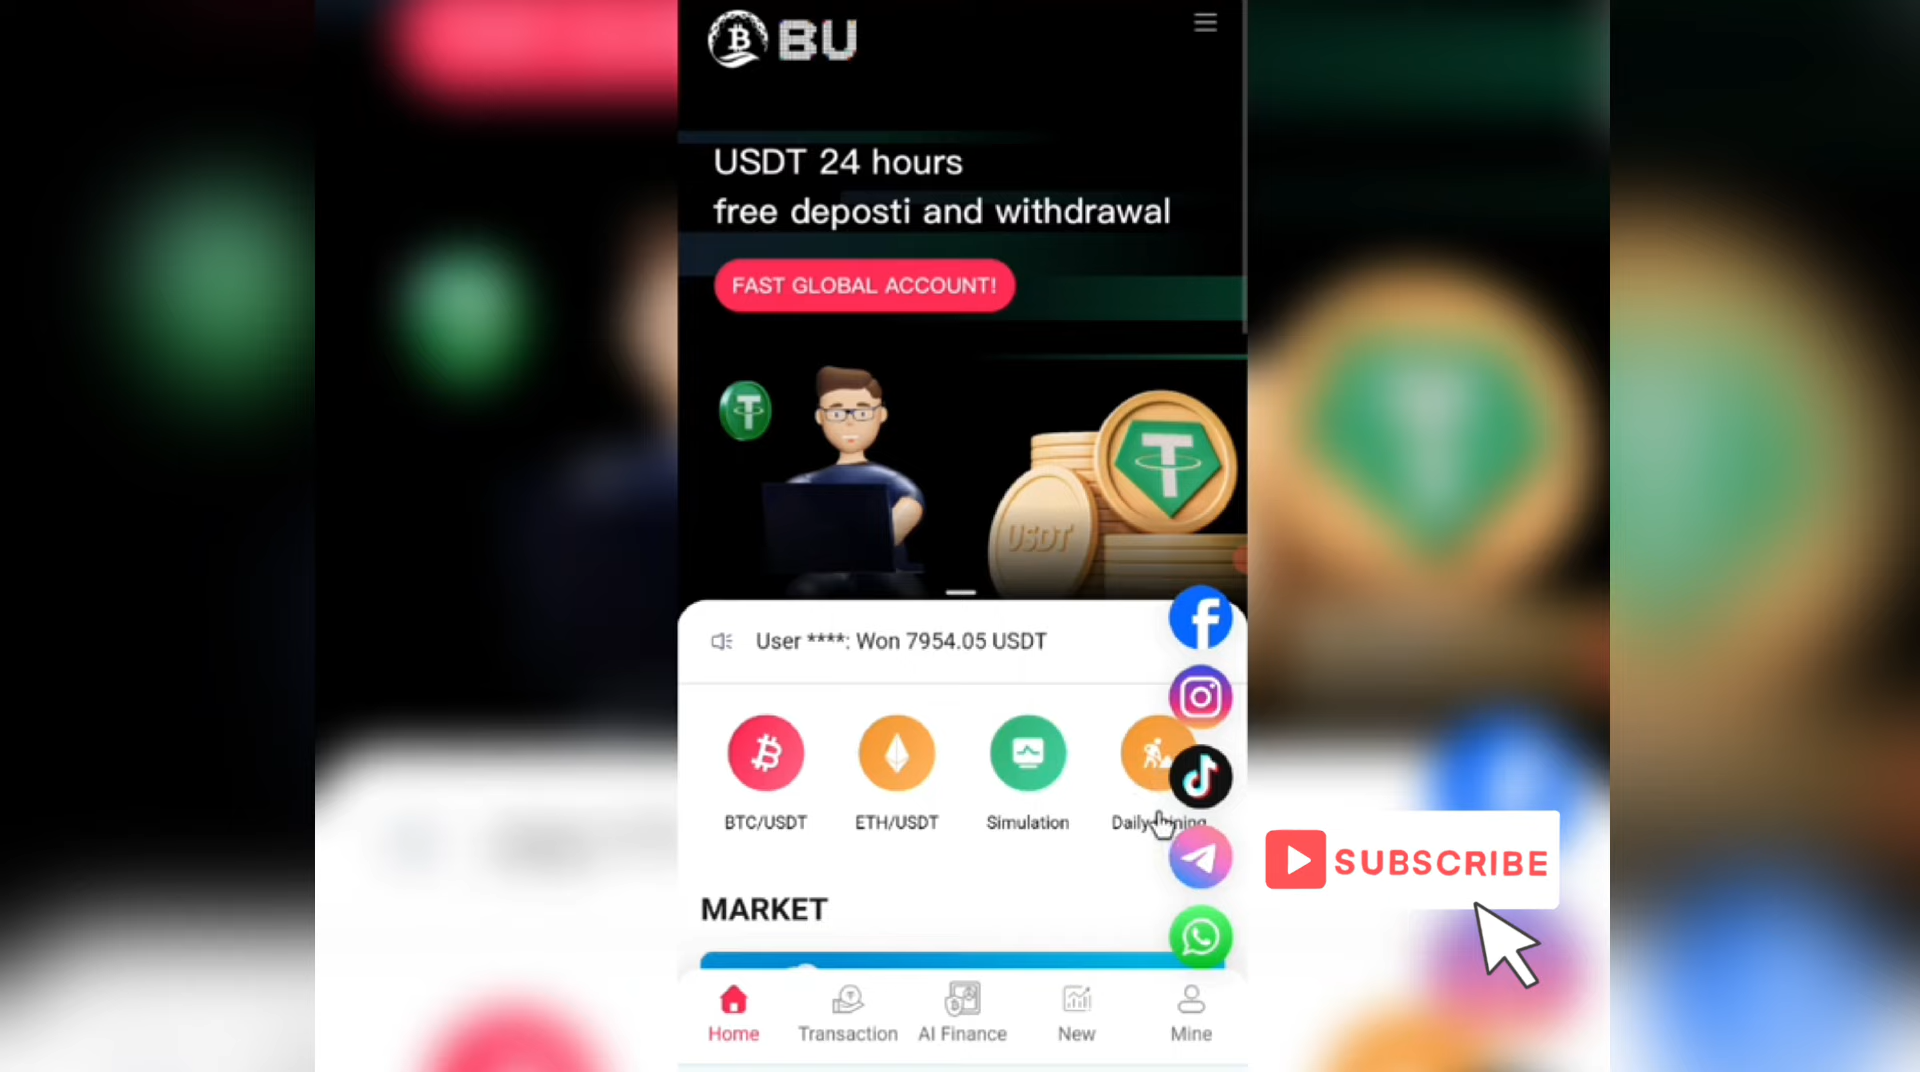 BU
USDT 24 hours
free deposti and withdrawal
FAST GLOBAL ACCOUNT!
USDT
User ****: Won 7954.05 USDT
BTC/USDT
ETH/USDT
Simulation
Daily
SUBSCRIBE
MARKET
Home
Transaction
AI Finance
New
Mine